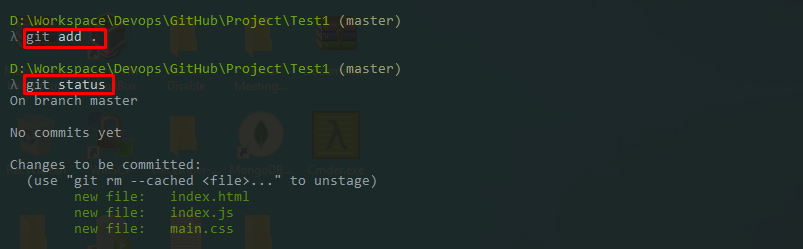 D:\Workspace\Devops\GitHub\Project\Test1 (master)
λ git add .
D:\Workspace\Devops\GitHub\Project\Test1 (master)
λ git status
On branch master
No commits yet
Changes to be committed:
(use "git rm --cached <file>..." to unstage)
new file: index.html
new file: index.js
new file: main.css